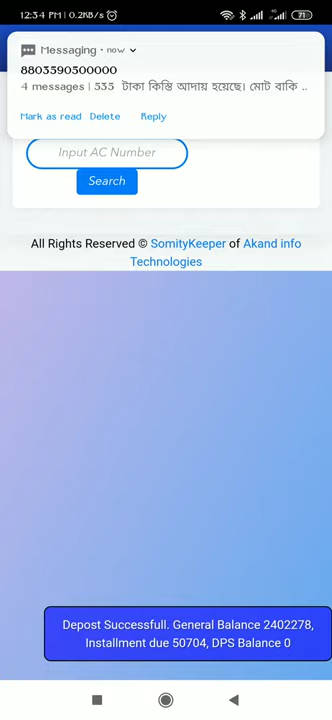 12:34 PM | 0.2KB/s
71
Messaging • now
8803590500000
4 messages | 535 টাকা কিস্তি আদায় হয়েছে। মোট বাকি ..
Mark as read Delete Reply
Input AC Number
Search
All Rights Reserved © SomityKeeper of Akand info
Technologies
Depost Successfull. General Balance 2402278,
Installment due 50704, DPS Balance 0